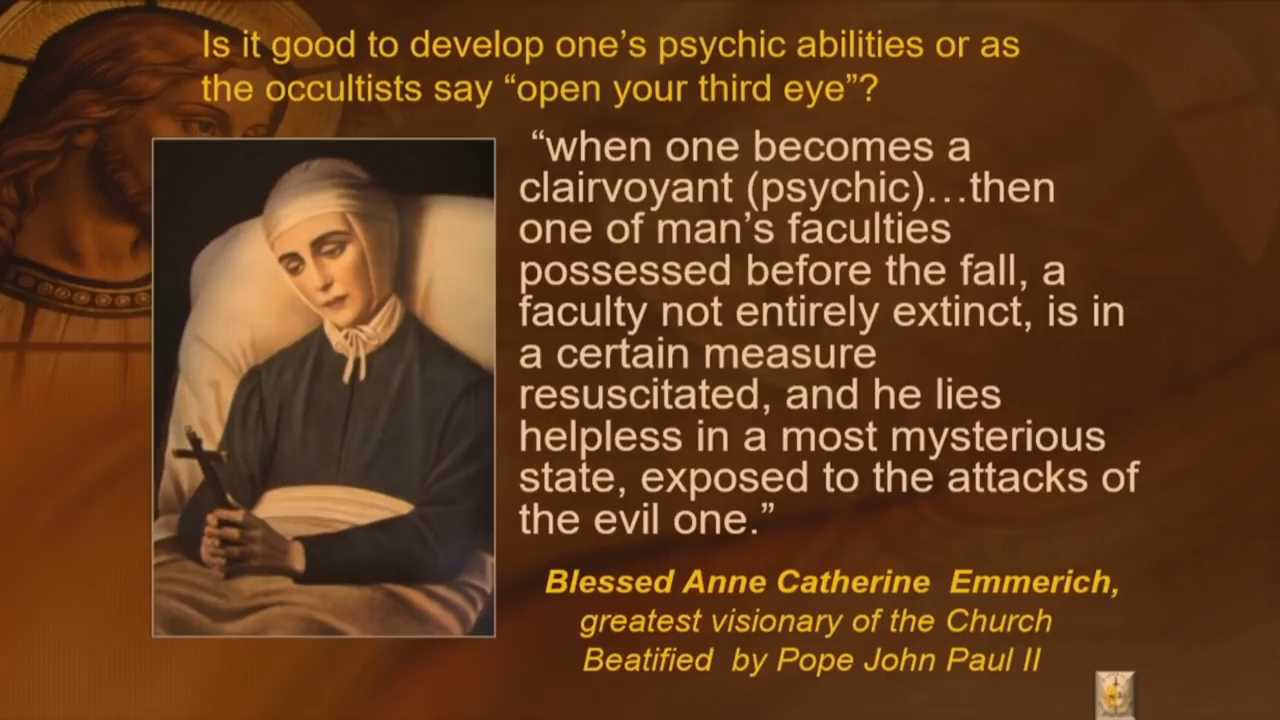 Is it good to develop one's psychic abilities or as
the occultists say “open your third eye”?
“when one becomes a
clairvoyant (psychic)…then
one of man’s faculties
possessed before the fall, a
faculty not entirely extinct, is in
a certain measure
resuscitated, and he lies
helpless in a most mysterious
state, exposed to the attacks of
the evil one.”
Blessed Anne Catherine Emmerich,
greatest visionary of the Church
Beatified by Pope John Paul II